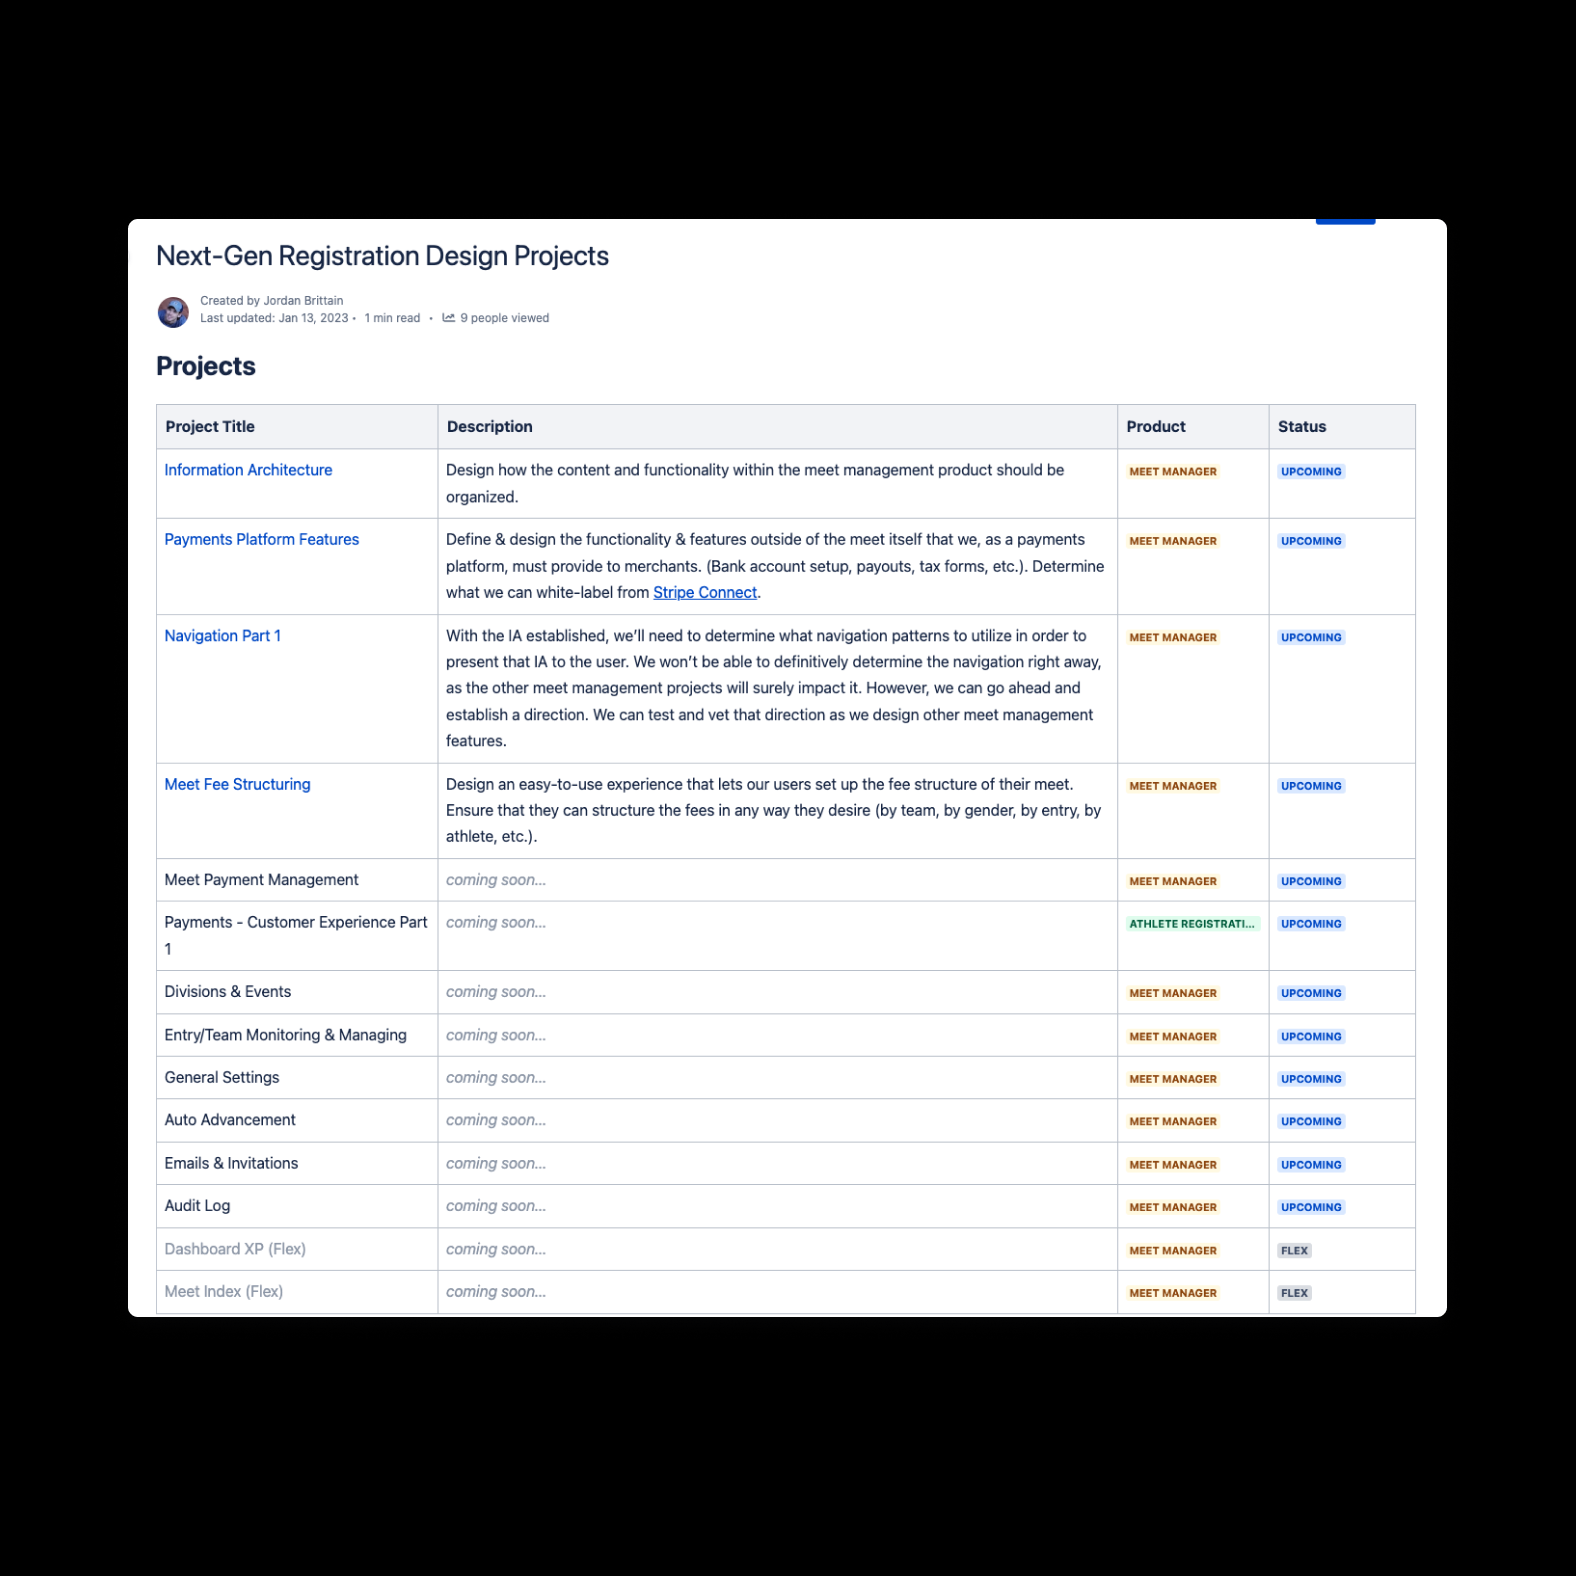 Next-Gen Registration Design Projects
Created by Jordan Brittain
Last updated: Jan 13, 2023 • 1 min read • 9 people viewed
Projects
Project Title Description Product Status
Information Architecture Design how the content and functionality within the meet management product should be MEET MANAGER UPCOMING
organized.
Payments Platform Features Define & design the functionality & features outside of the meet itself that we, as a payments MEET MANAGER UPCOMING
platform, must provide to merchants. (Bank account setup, payouts, tax forms, etc.). Determine
what we can white-label from Stripe Connect.
Navigation Part 1 With the IA established, we’ll need to determine what navigation patterns to utilize in order to MEET MANAGER UPCOMING
present that IA to the user. We won’t be able to definitively determine the navigation right away,
as the other meet management projects will surely impact it. However, we can go ahead and
establish a direction. We can test and vet that direction as we design other meet management
features.
Meet Fee Structuring Design an easy-to-use experience that lets our users set up the fee structure of their meet. MEET MANAGER UPCOMING
Ensure that they can structure the fees in any way they desire (by team, by gender, by entry, by
athlete, etc.).
Meet Payment Management coming soon... MEET MANAGER UPCOMING
Payments - Customer Experience Part coming soon... ATHLETE REGISTRATI... UPCOMING
1
Divisions & Events coming soon... MEET MANAGER UPCOMING
Entry/Team Monitoring & Managing coming soon... MEET MANAGER UPCOMING
General Settings coming soon... MEET MANAGER UPCOMING
Auto Advancement coming soon... MEET MANAGER UPCOMING
Emails & Invitations coming soon... MEET MANAGER UPCOMING
Audit Log coming soon... MEET MANAGER UPCOMING
Dashboard XP (Flex) coming soon... MEET MANAGER FLEX
Meet Index (Flex) coming soon... MEET MANAGER FLEX